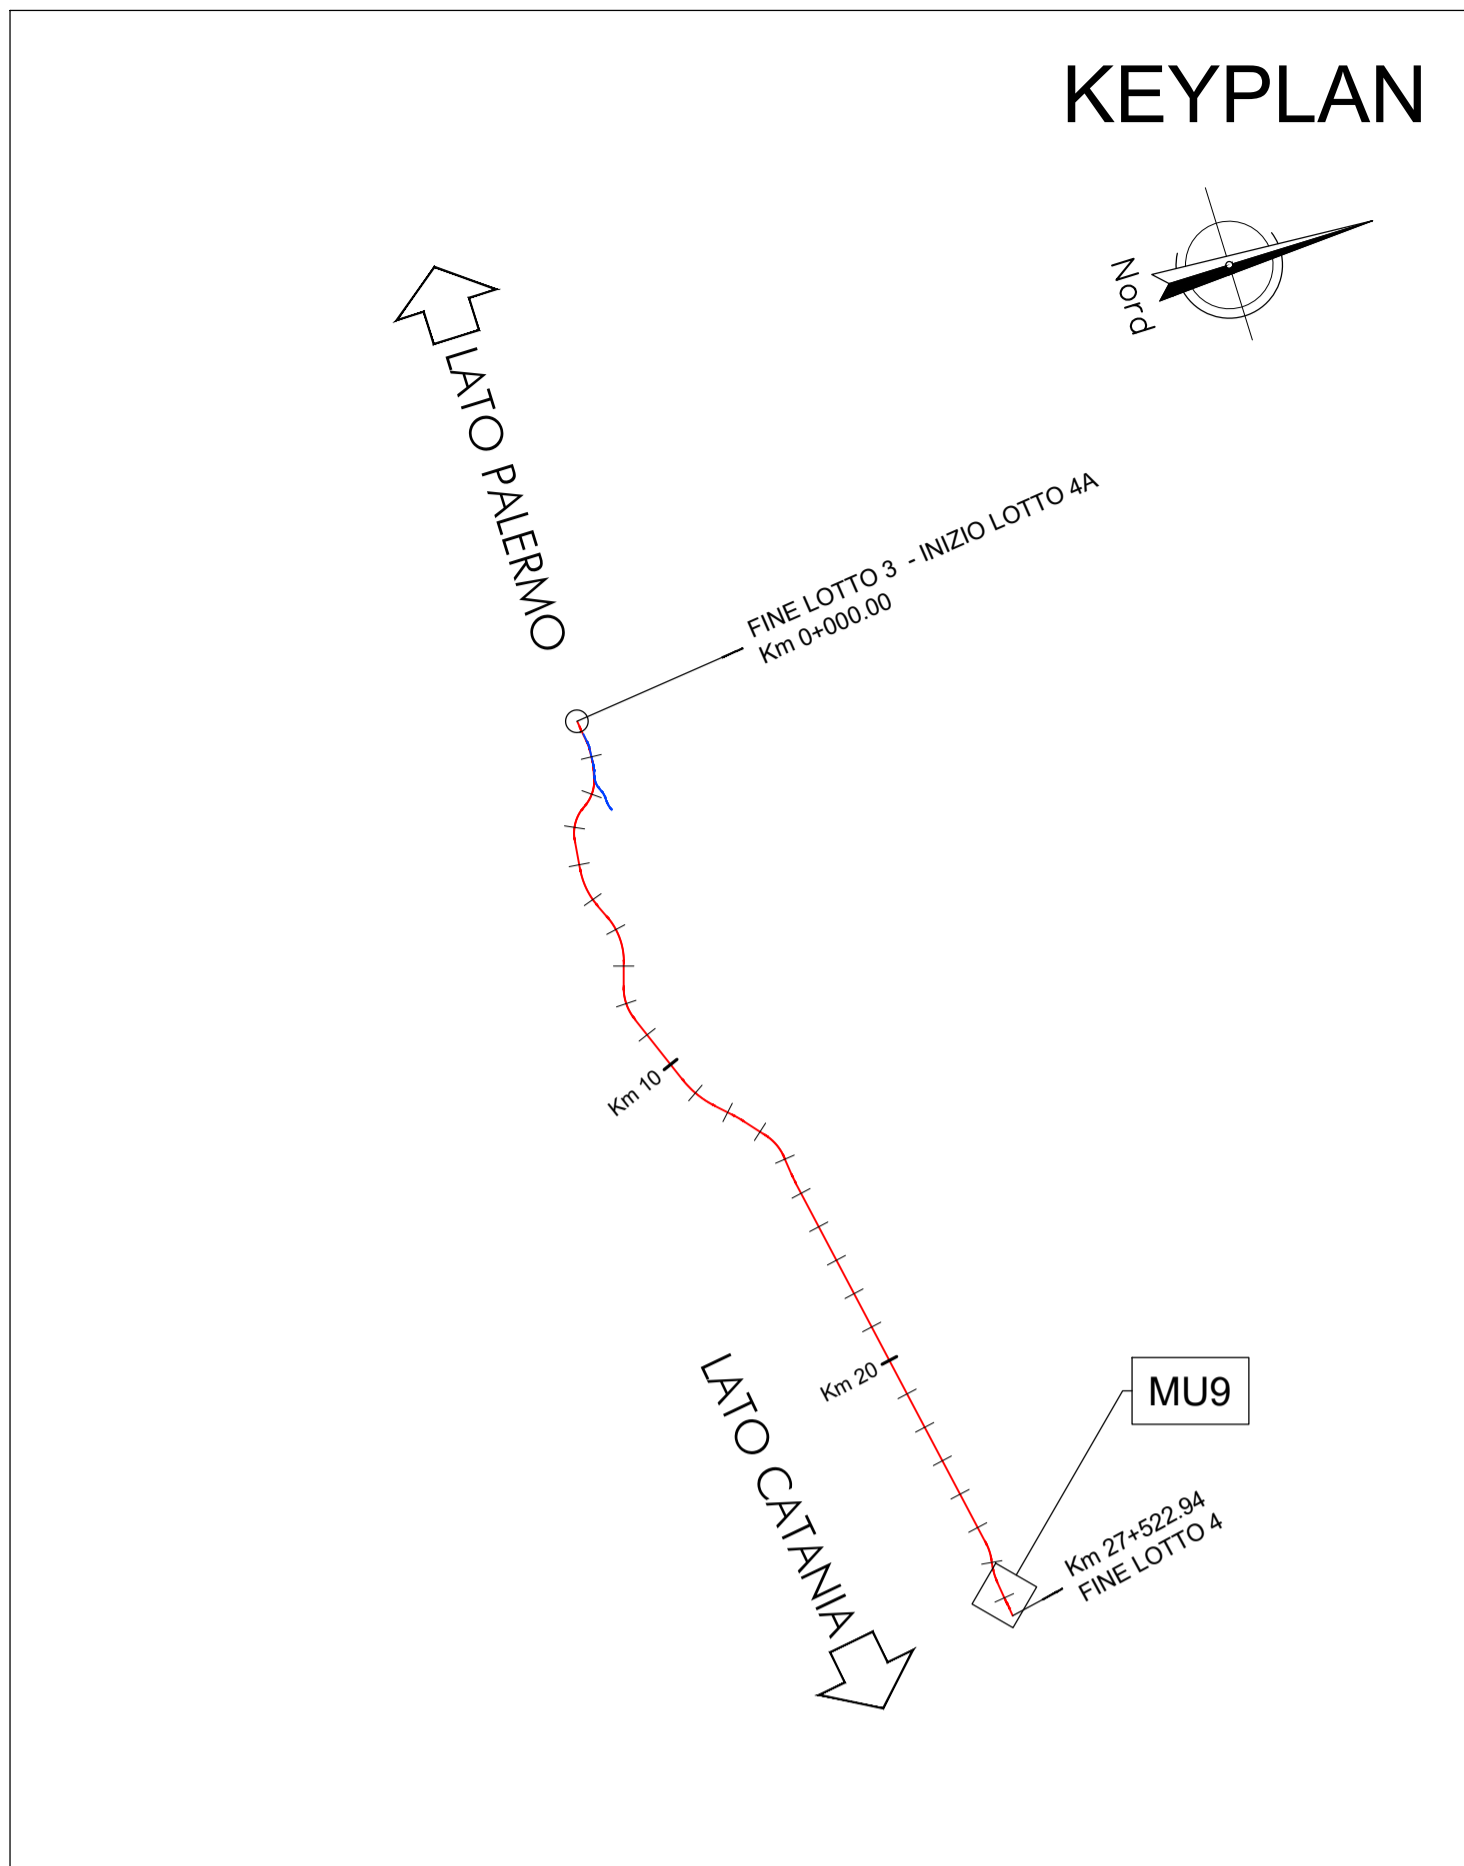 KEYPLAN
Nord
LATO PALERMO
FINE LOTTO 3 - INIZIO LOTTO 4A
Km 0+000.00
Km 10
Km 20
LATO CATANIA
MU9
Km 27+522.94
FINE LOTTO 4